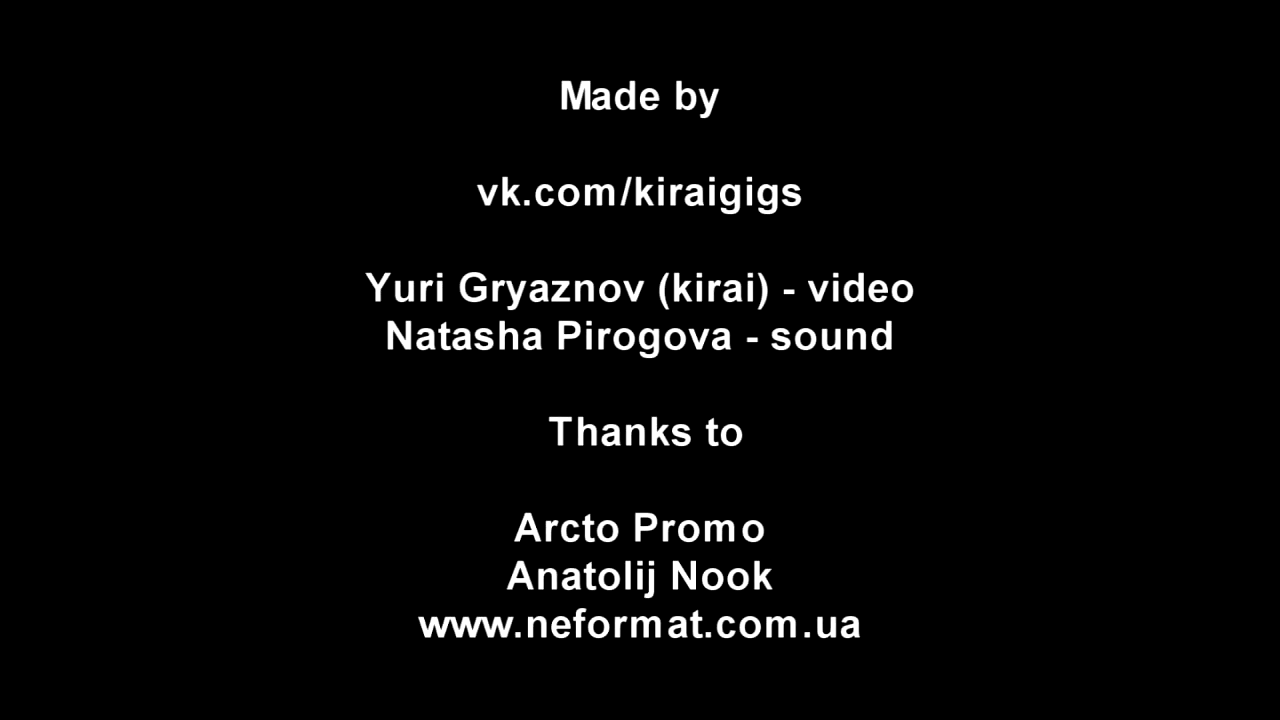 Made by
vk.com/kiraigigs
Yuri Gryaznov (kirai) - video
Natasha Pirogova - sound
Thanks to
Arcto Promo
Anatolij Nook
www.neformat.com.ua